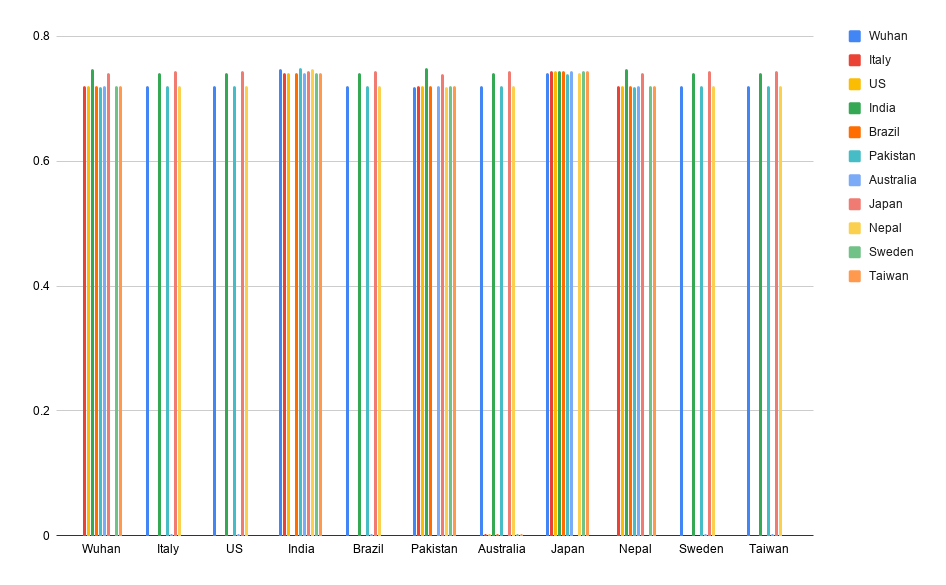 0.8
0.6
0.4
0.2
0
Wuhan Italy US India Brazil Pakistan Australia Japan Nepal Sweden Taiwan
Wuhan
Italy
US
India
Brazil
Pakistan
Australia
Japan
Nepal
Sweden
Taiwan